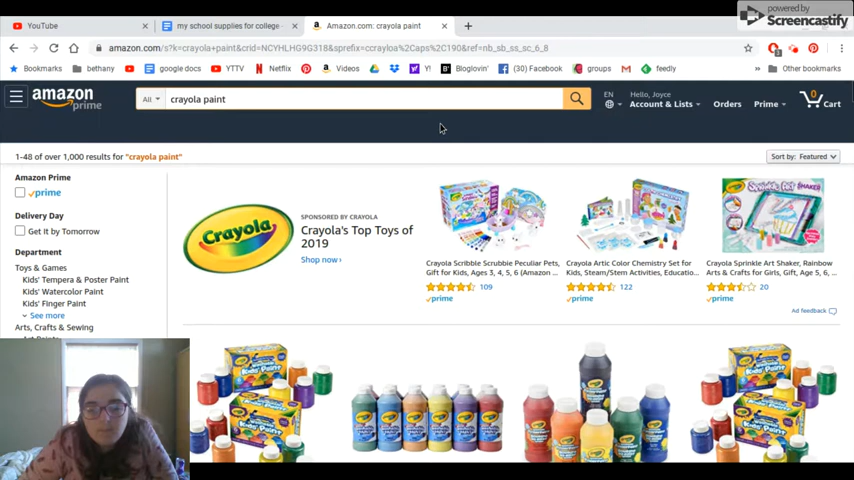 powered by
Screencastify
YouTube
my school supplies for college
Amazon.com: crayola paint
amazon.com/s?k=crayola+paint&crid=NCYHLHG9G318&sprefix=ccrayloa%2Caps%2C190&ref=nb_sb_ss_sc_6_8
Bookmarks bethany google docs YTTV Netflix Videos Y! Bloglovin' (30) Facebook groups feedly » Other bookmarks
amazon prime
All
crayola paint
EN
Hello, Joyce
Account & Lists
Orders
Prime
0
Cart
1-48 of over 1,000 results for "crayola paint"
Sort by: Featured
Amazon Prime
prime
Delivery Day
Get It by Tomorrow
Department
Toys & Games
Kids' Tempera & Poster Paint
Kids' Watercolor Paint
Kids' Finger Paint
See more
Arts, Crafts & Sewing
Crayola
SPONSORED BY CRAYOLA
Crayola's Top Toys of
2019
Shop now ›
Crayola Scribble Scrubbie Peculiar Pets,
Gift for Kids, Ages 3, 4, 5, 6 (Amazon ...
109
prime
Crayola Artic Color Chemistry Set for
Kids, Steam/Stem Activities, Educatio...
122
prime
Crayola Sprinkle Art Shaker, Rainbow
Arts & Crafts for Girls, Gift, Age 5, 6, ...
20
prime
Ad feedback